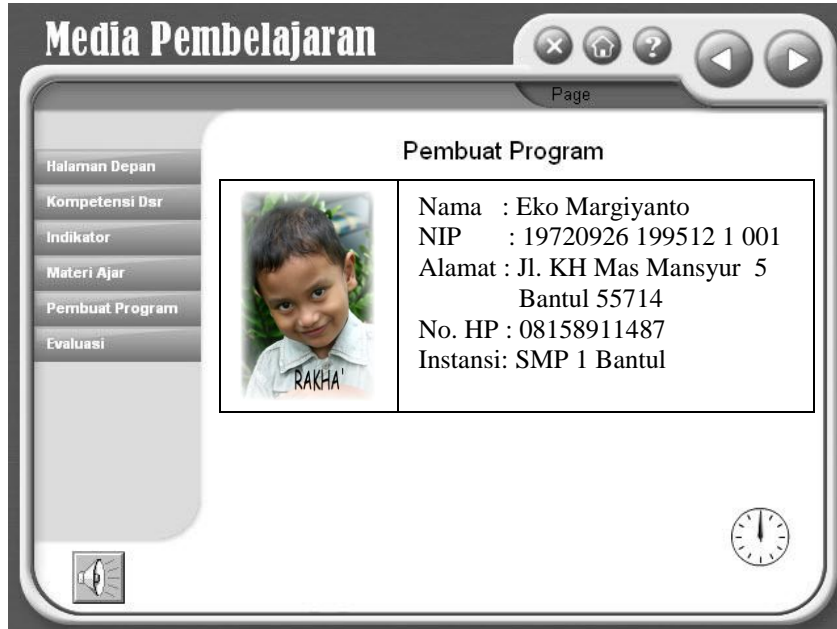 Media Pembelajaran
Page
Halaman Depan
Kompetensi Dsr
Indikator
Materi Ajar
Pembuat Program
Evaluasi
Pembuat Program
RAKHA'
Nama : Eko Margiyanto
NIP : 19720926 199512 1 001
Alamat : Jl. KH Mas Mansyur 5
Bantul 55714
No. HP : 08158911487
Instansi: SMP 1 Bantul